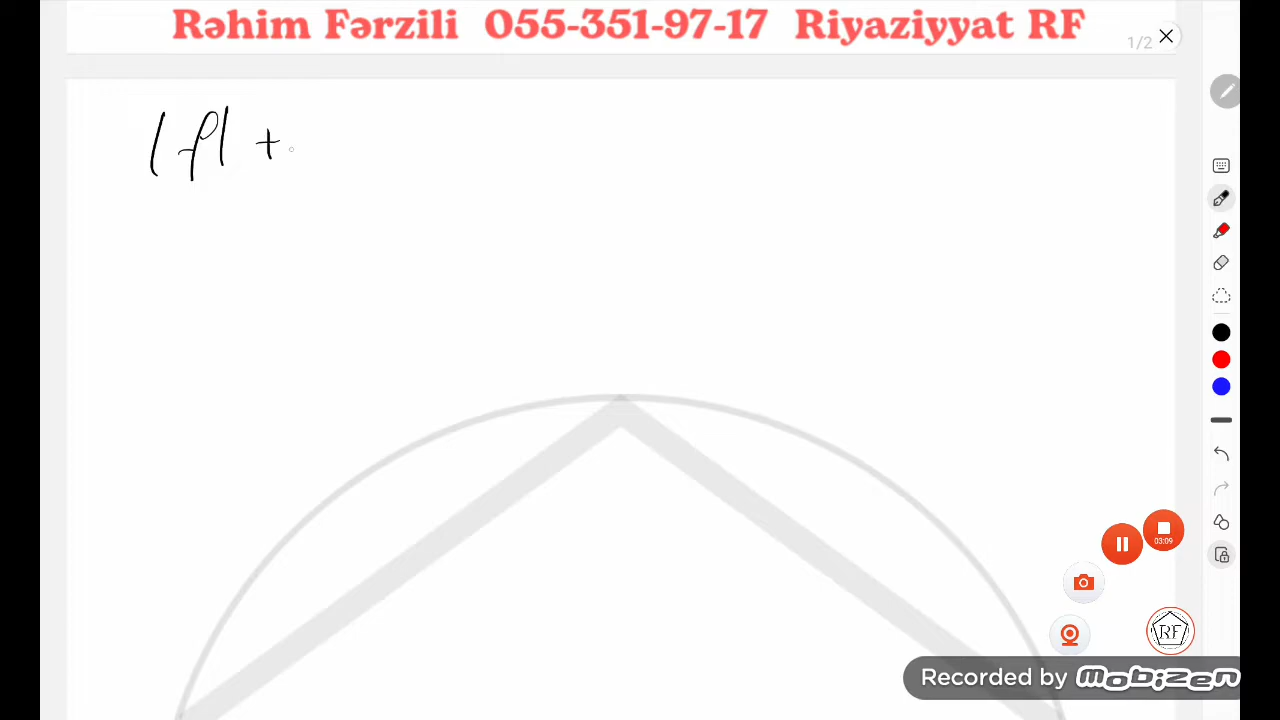 Rəhim Fərzili 055-351-97-17 Riyaziyyat RF
1/2
|f| +
03:09
RF
Recorded by mobizen